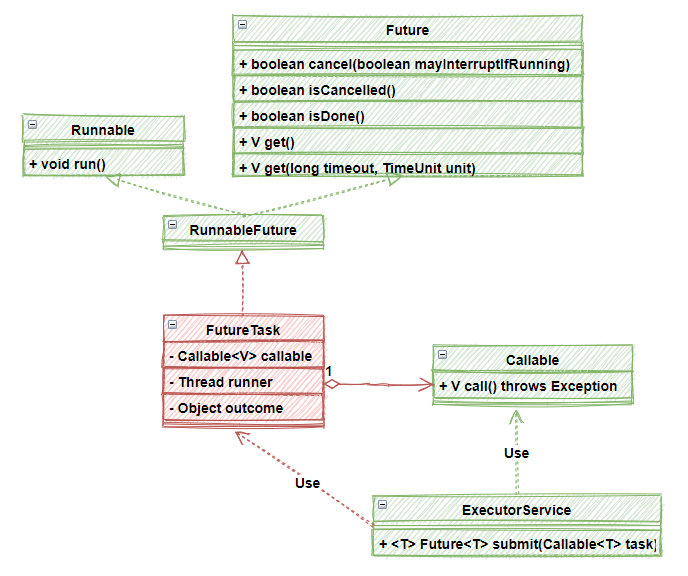 Future
+ boolean cancel(boolean mayInterruptIfRunning)
+ boolean isCancelled()
+ boolean isDone()
+ V get()
+ V get(long timeout, TimeUnit unit)
Runnable
+ void run()
RunnableFuture
FutureTask
- Callable<V> callable
- Thread runner
- Object outcome
1
Callable
+ V call() throws Exception
Use
Use
ExecutorService
+ <T> Future<T> submit(Callable<T> task)